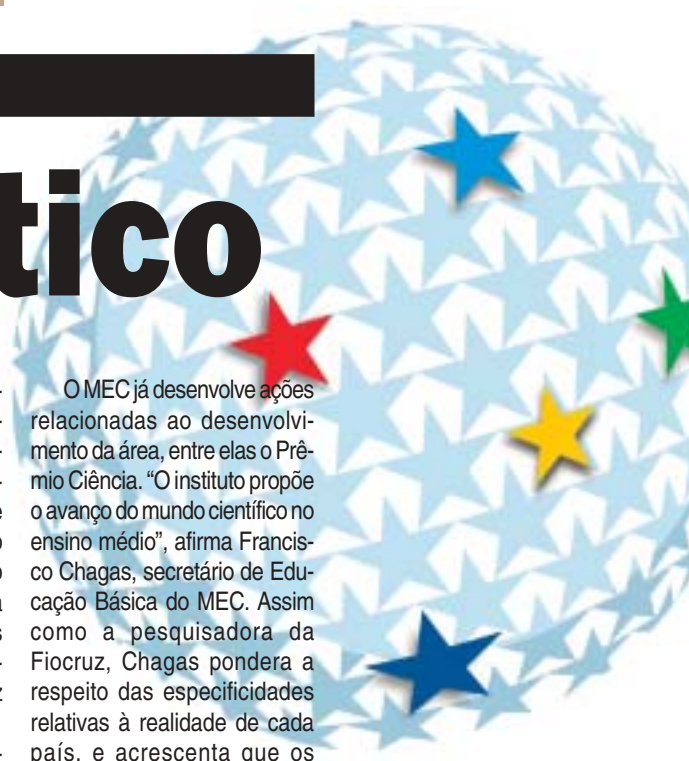 tico
O MEC já desenvolve ações
relacionadas ao desenvolvi-
mento da área, entre elas o Prê-
mio Ciência. “O instituto propõe
o avanço do mundo científico no
ensino médio”, afirma Francis-
co Chagas, secretário de Edu-
cação Básica do MEC. Assim
como a pesquisadora da
Fiocruz, Chagas pondera a
respeito das especificidades
relativas à realidade de cada
país, e acrescenta que os